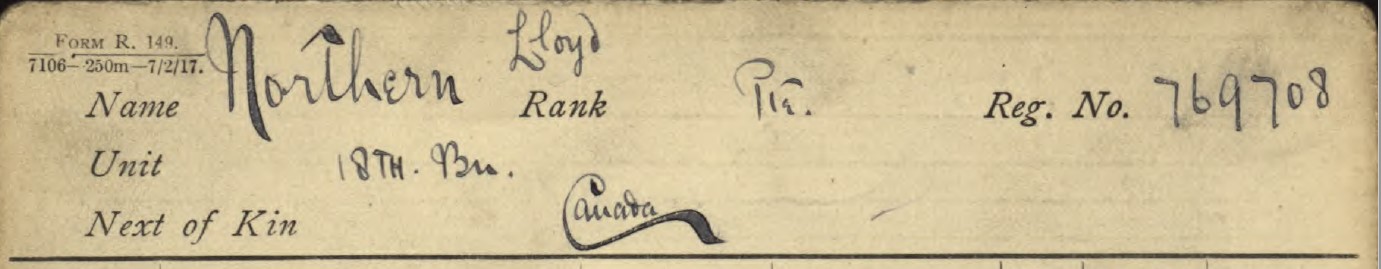 FORM R. 149.
7106-250m-7/2/17.
Name Northern Lloyd Rank Pte. Reg. No. 769708
Unit 18TH. Bn.
Next of Kin Canada